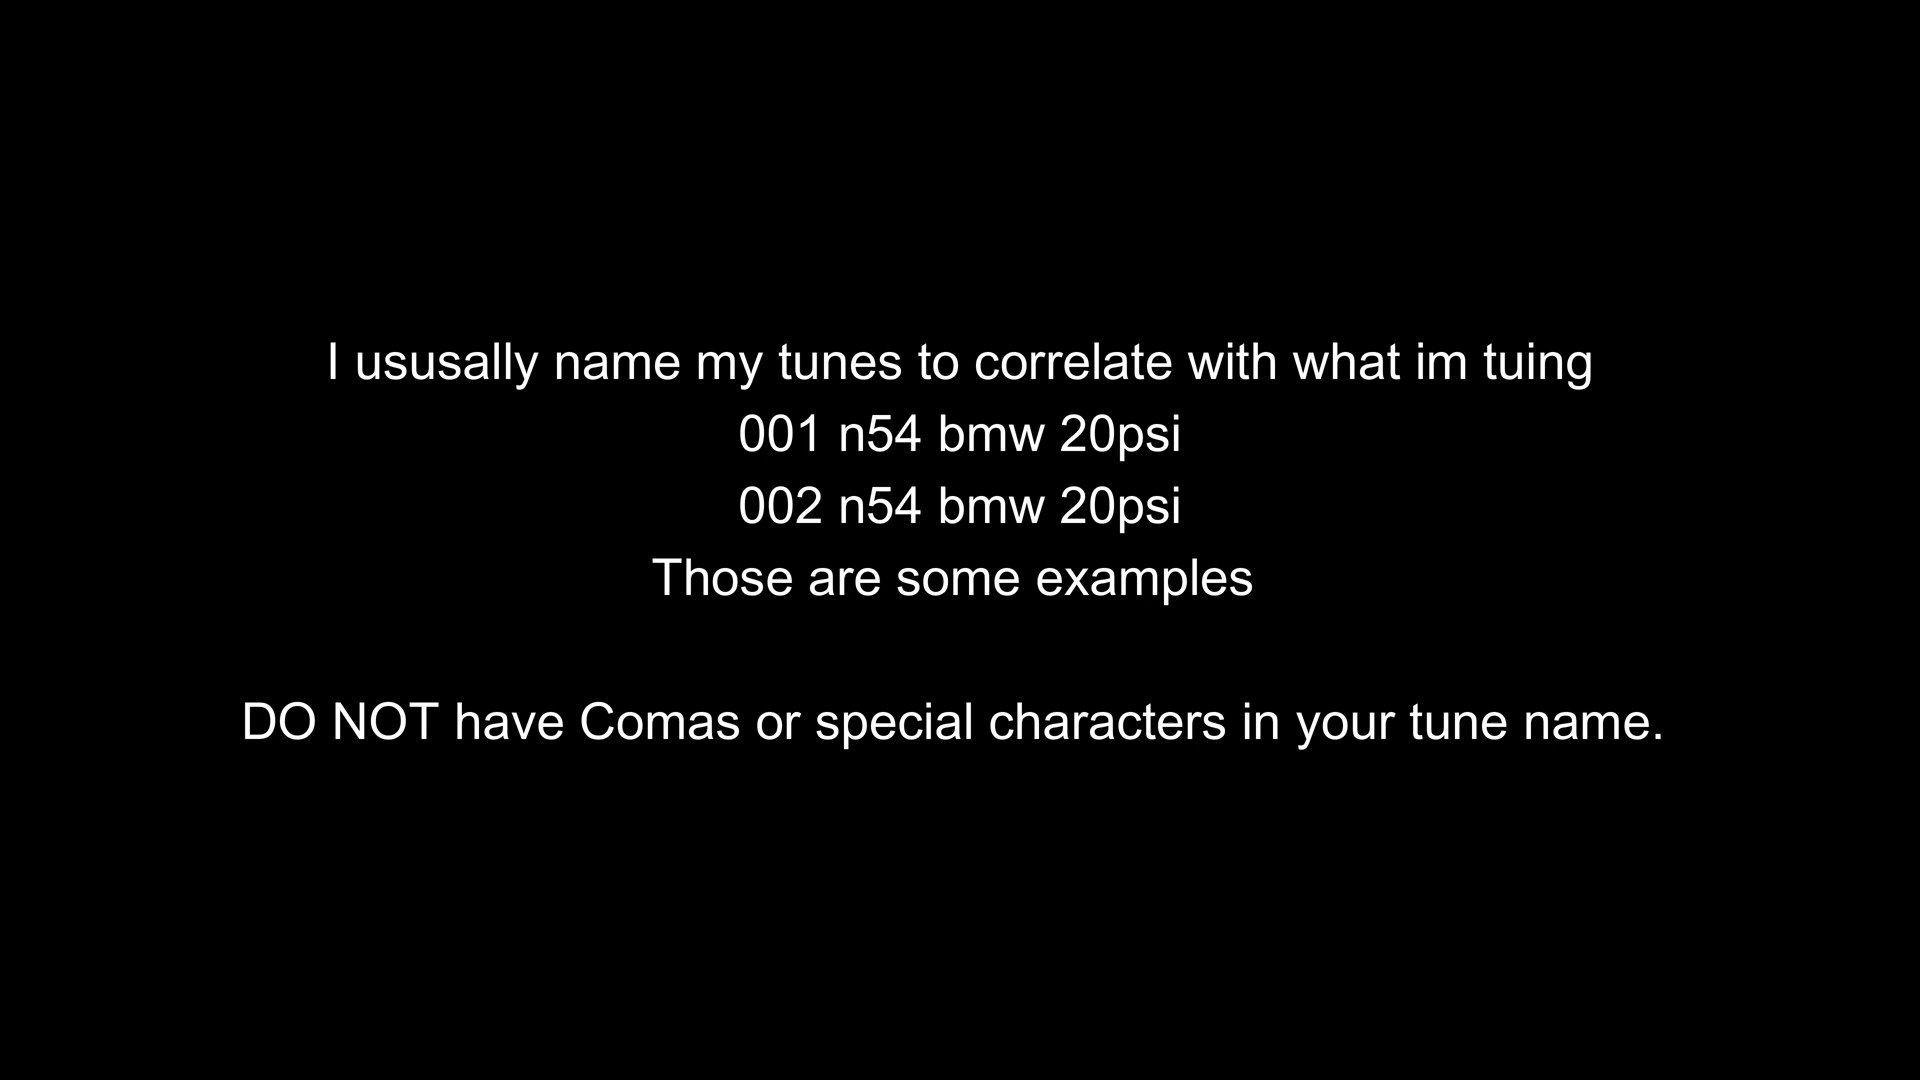 I ususally name my tunes to correlate with what im tuing
001 n54 bmw 20psi
002 n54 bmw 20psi
Those are some examples
DO NOT have Comas or special characters in your tune name.